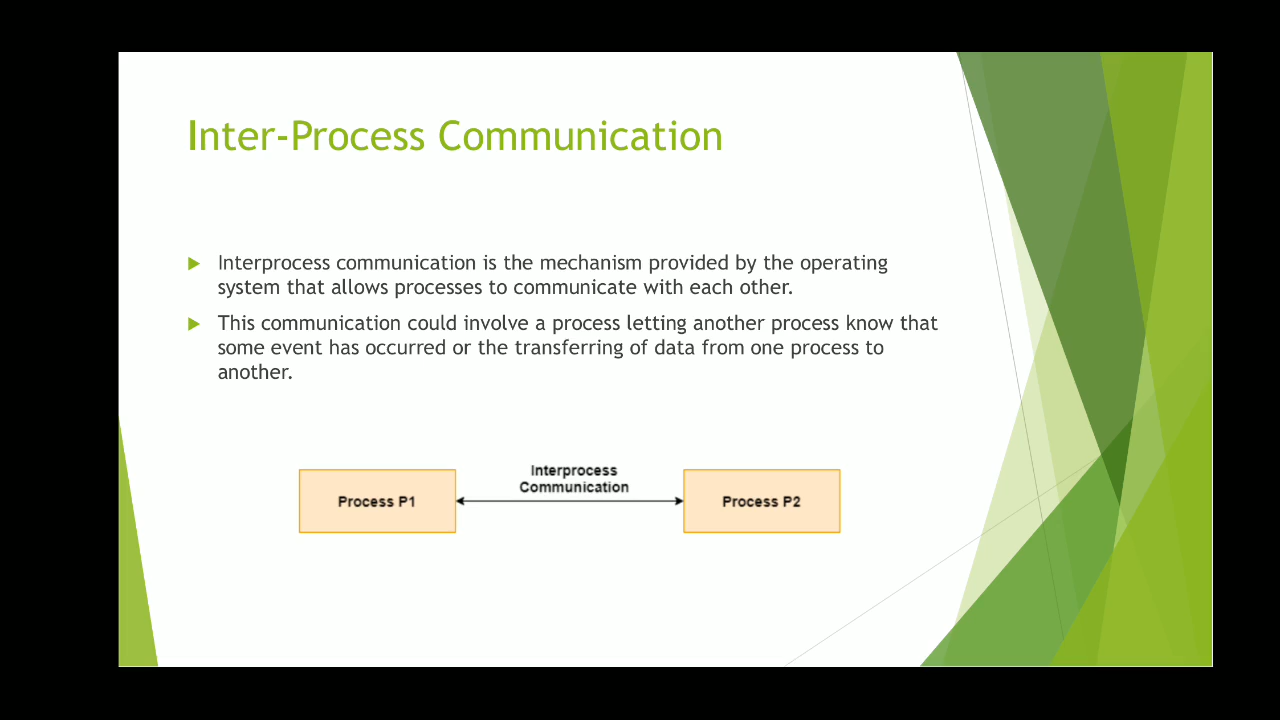 Inter-Process Communication
Interprocess communication is the mechanism provided by the operating
system that allows processes to communicate with each other.
This communication could involve a process letting another process know that
some event has occurred or the transferring of data from one process to
another.
Interprocess
Communication
Process P1
Process P2